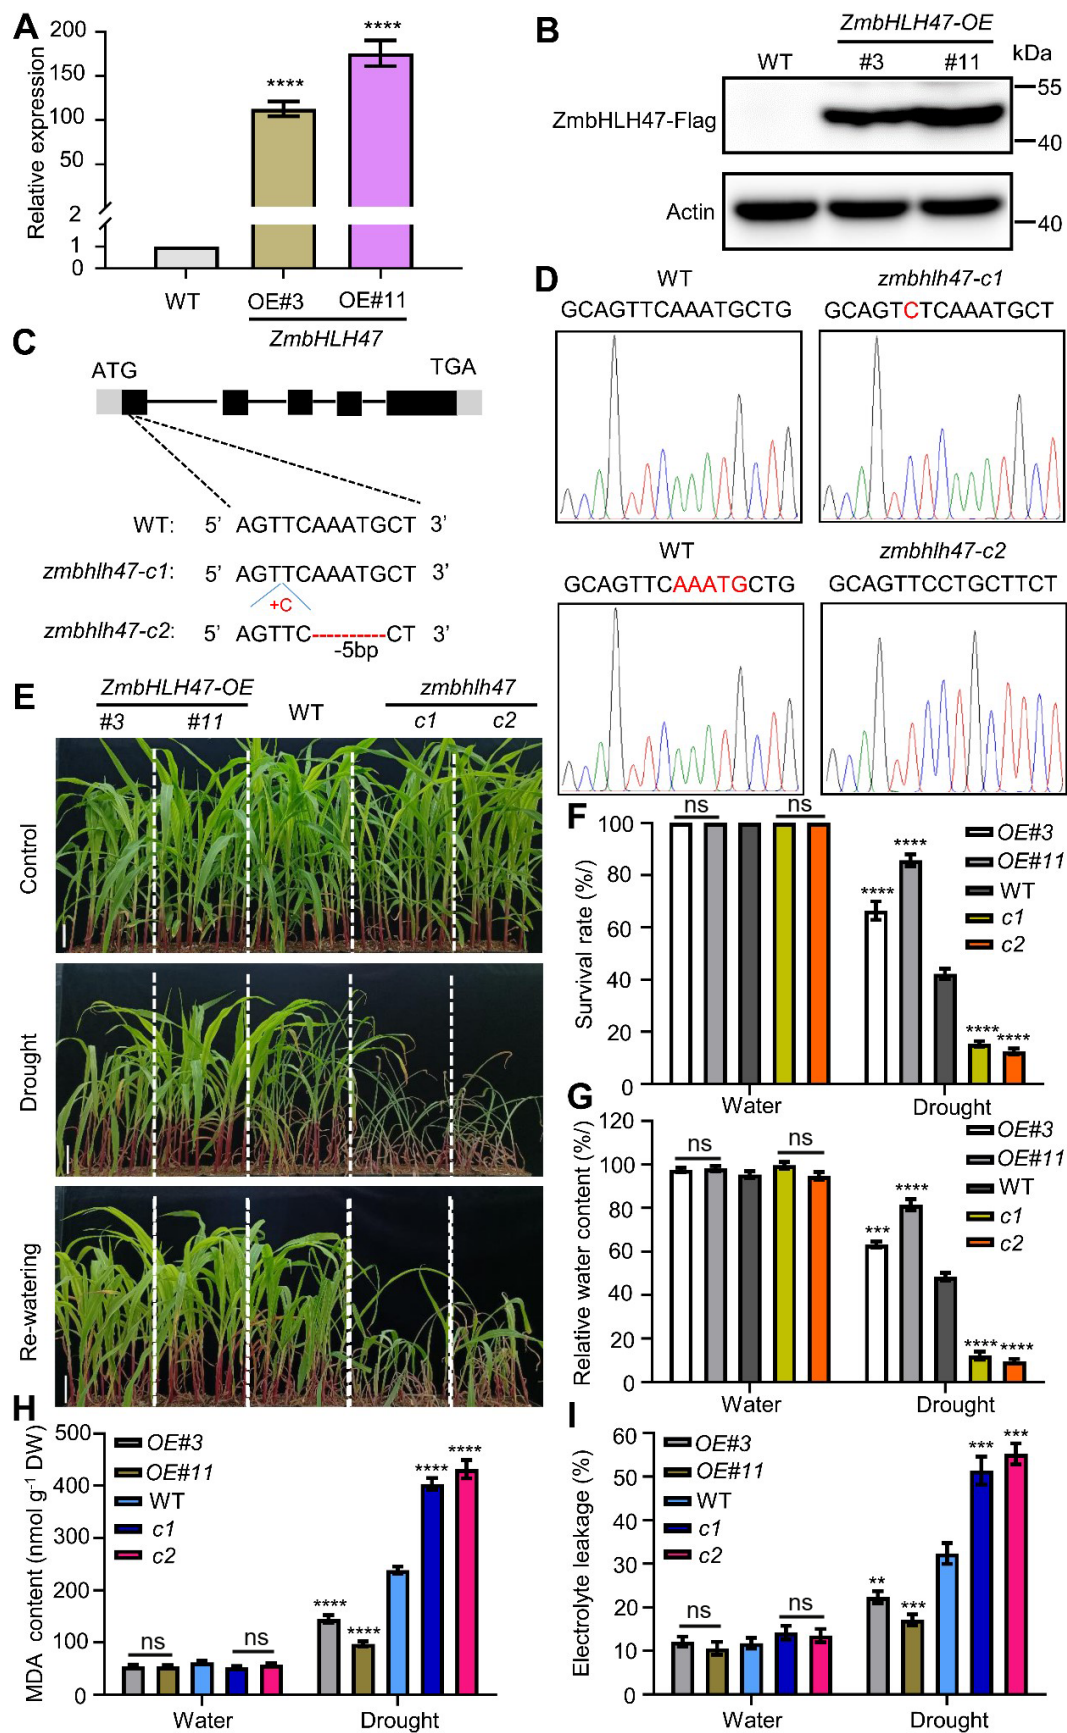 A
Relative expression
200
150
100
50
2
1
0
****
****
WT
OE#3
OE#11
ZmbHLH47
B
ZmbHLH47-OE
WT
#3
#11
kDa
ZmbHLH47-Flag
55
40
Actin
40
C
ATG
TGA
WT:
5’ AGTTCAAATGCT 3’
zmbhlh47-c1:
5’ AGTTCAAATGCT 3’
+C
zmbhlh47-c2:
5’ AGTTC----------CT 3’
-5bp
D
WT
GCAGTTCAAATGCTG
zmbhlh47-c1
GCAGTCTCAAATGCT
WT
GCAGTTCAAATGCTG
zmbhlh47-c2
GCAGTTCCTGCTTCT
E
ZmbHLH47-OE
#3
#11
WT
zmbhlh47
c1
c2
Control
Drought
Re-watering
F
Survival rate (%/)
100
80
60
40
20
0
ns
ns
****
****
****
****
Water
Drought
OE#3
OE#11
WT
c1
c2
G
Relative water content (%/)
120
100
80
60
40
20
0
ns
ns
***
****
****
****
Water
Drought
OE#3
OE#11
WT
c1
c2
H
MDA content (nmol g-1 DW)
500
400
300
200
100
0
OE#3
OE#11
WT
c1
c2
ns
ns
****
****
****
****
Water
Drought
I
Electrolyte leakage (%)
60
50
40
30
20
10
0
OE#3
OE#11
WT
c1
c2
ns
ns
**
***
***
***
Water
Drought